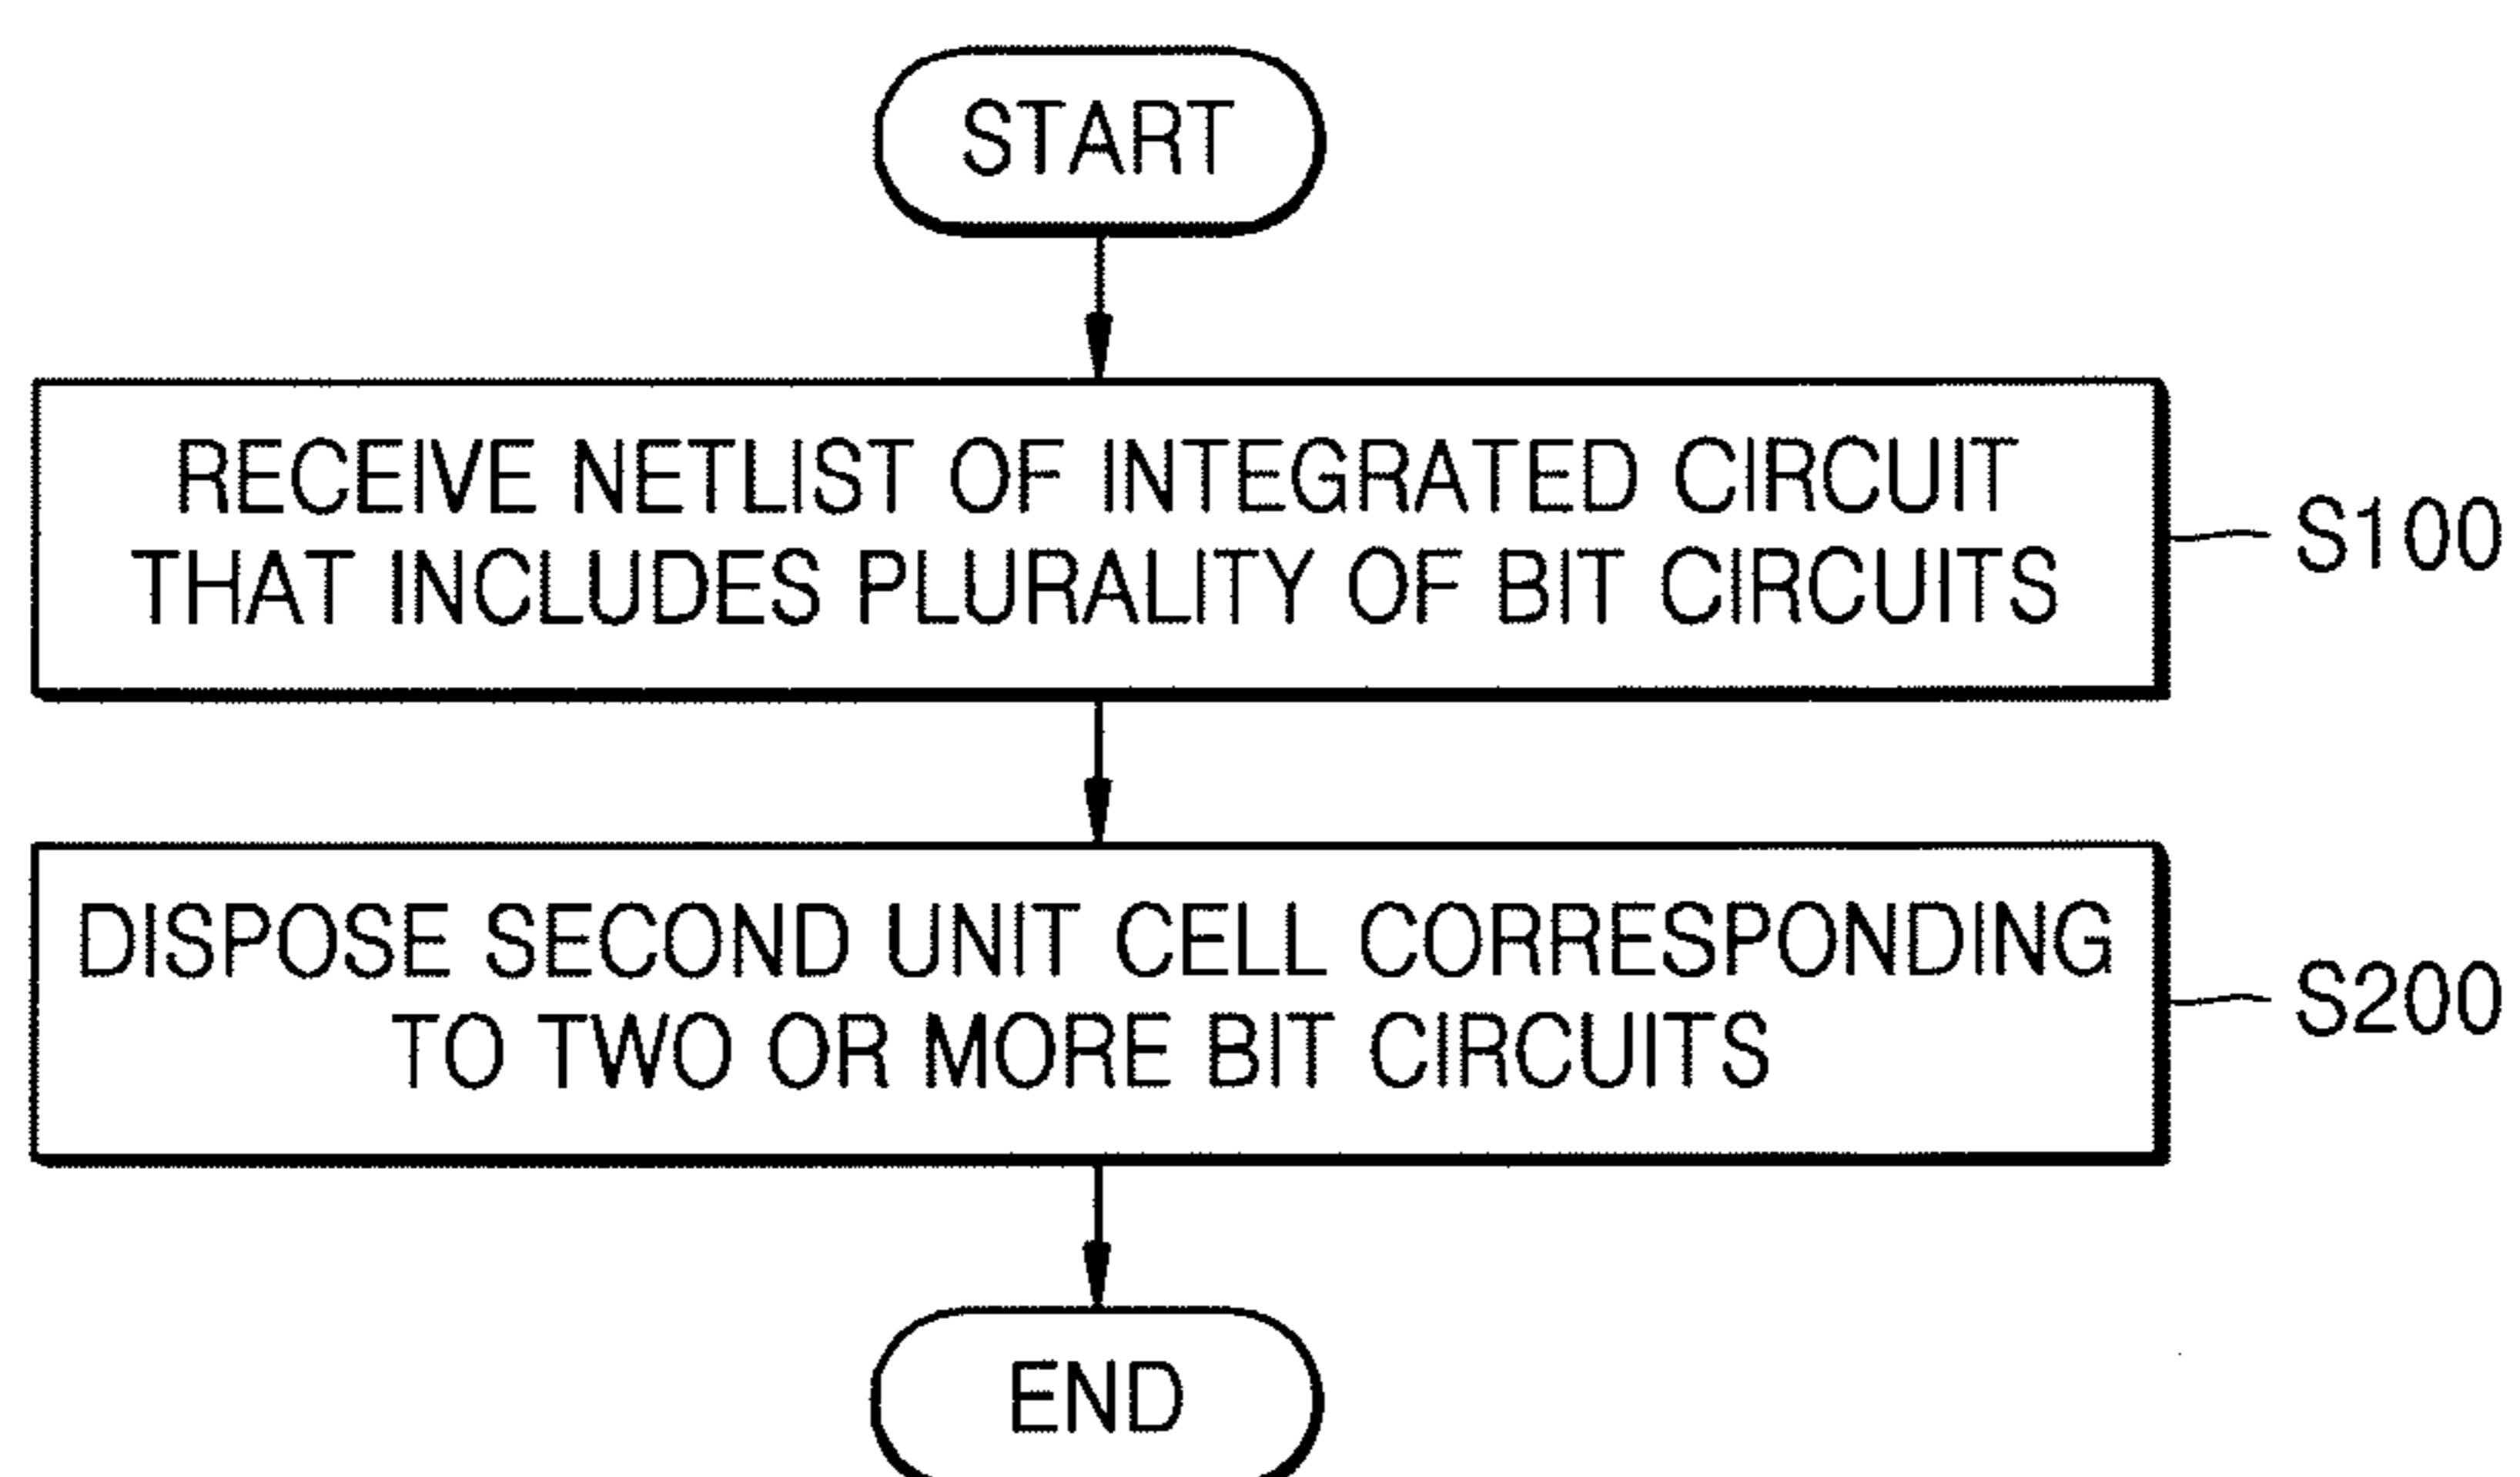 START
RECEIVE NETLIST OF INTEGRATED CIRCUIT
THAT INCLUDES PLURALITY OF BIT CIRCUITS
S100
DISPOSE SECOND UNIT CELL CORRESPONDING
TO TWO OR MORE BIT CIRCUITS
S200
END